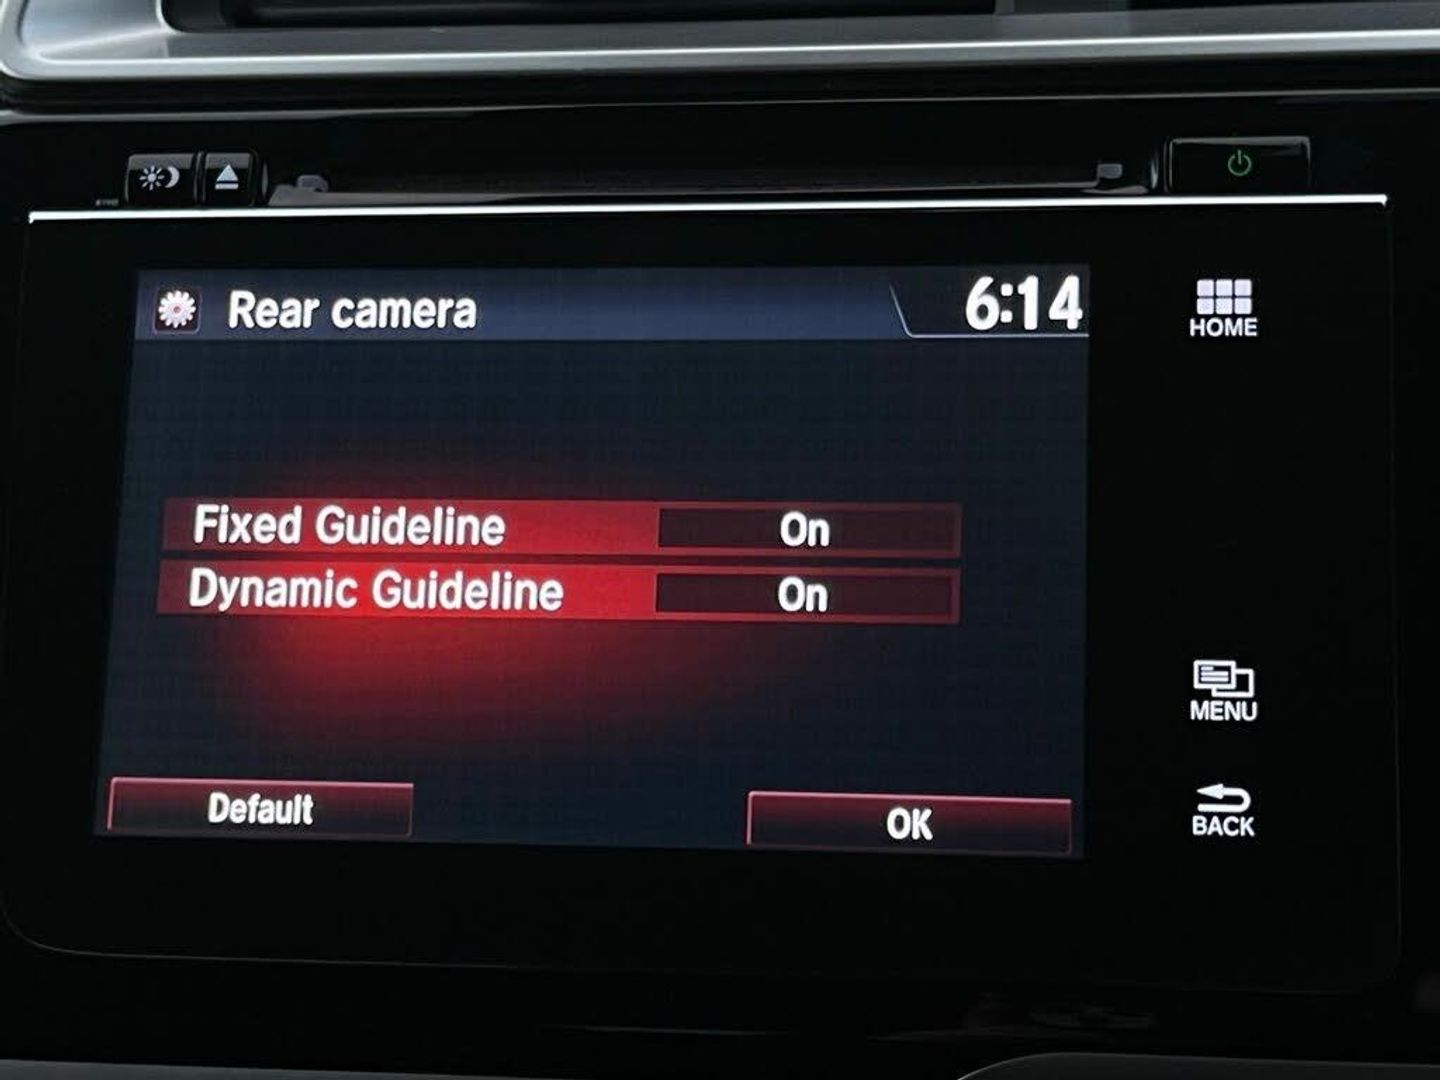 Rear camera
6:14
HOME
Fixed Guideline On
Dynamic Guideline On
MENU
Default
OK
BACK